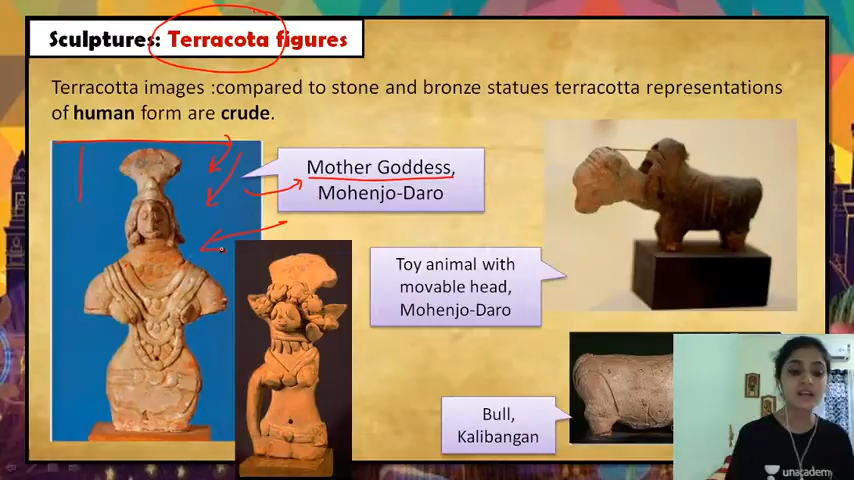 Sculptures: Terracota figures
Terracotta images :compared to stone and bronze statues terracotta representations
of human form are crude.
Mother Goddess,
Mohenjo-Daro
Toy animal with
movable head,
Mohenjo-Daro
Bull,
Kalibangan
unacadem